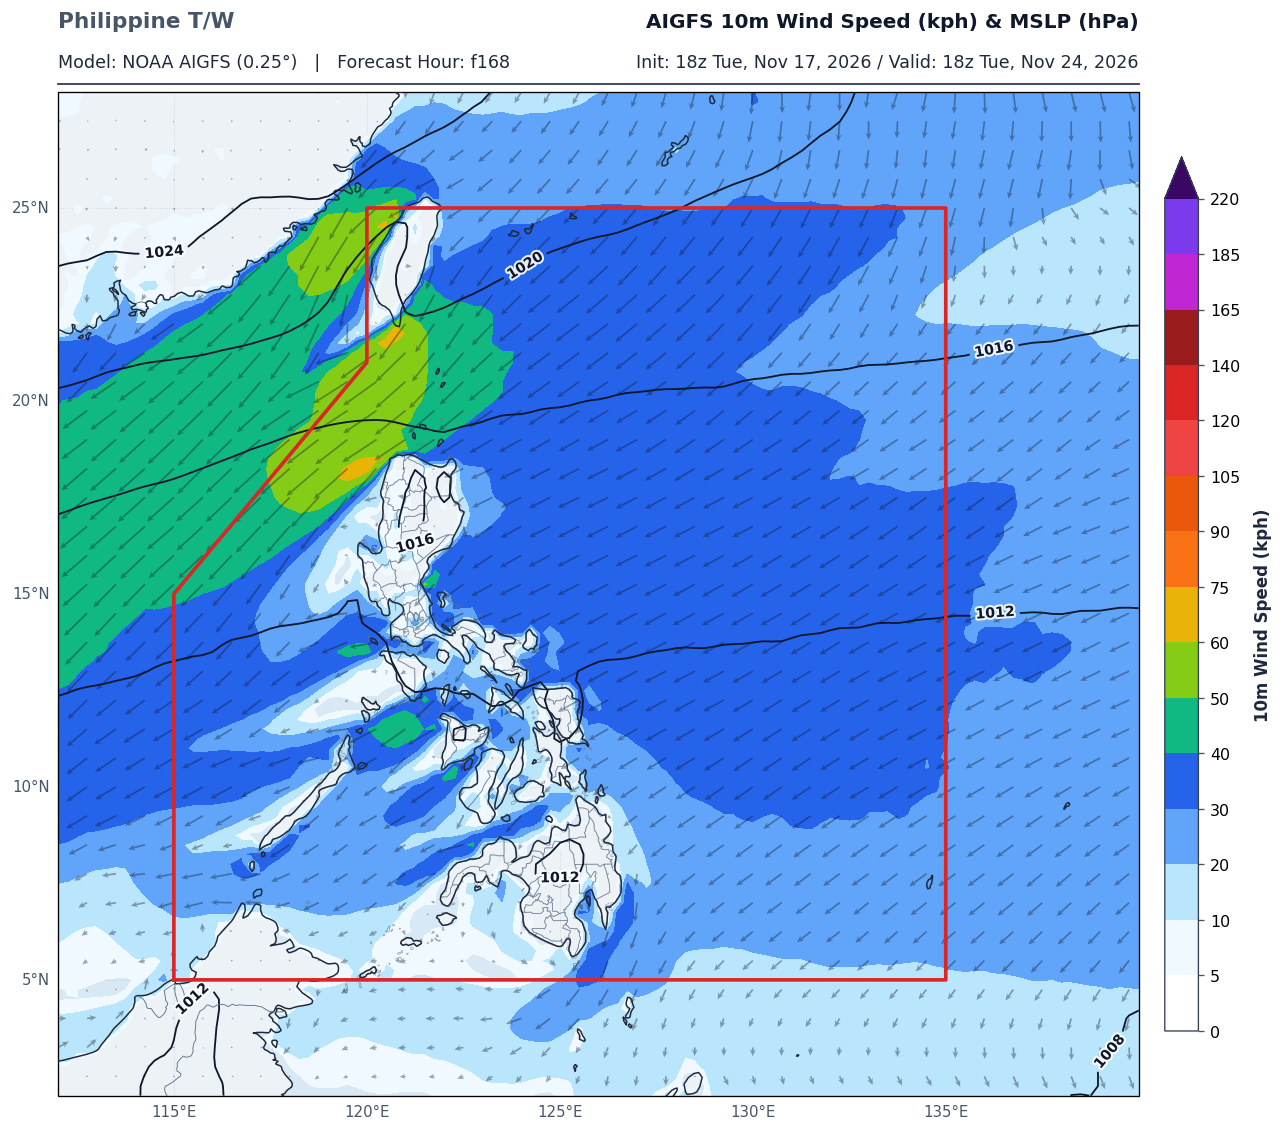 Philippine T/W
AIGFS 10m Wind Speed (kph) & MSLP (hPa)
Model: NOAA AIGFS (0.25°) | Forecast Hour: f168
Init: 18z Tue, Nov 17, 2026 / Valid: 18z Tue, Nov 24, 2026
25°N
20°N
15°N
10°N
5°N
115°E
120°E
125°E
130°E
135°E
1024
1020
1016
1016
1012
1012
1012
1008
220
185
165
140
120
105
90
75
60
50
40
30
20
10
5
0
10m Wind Speed (kph)